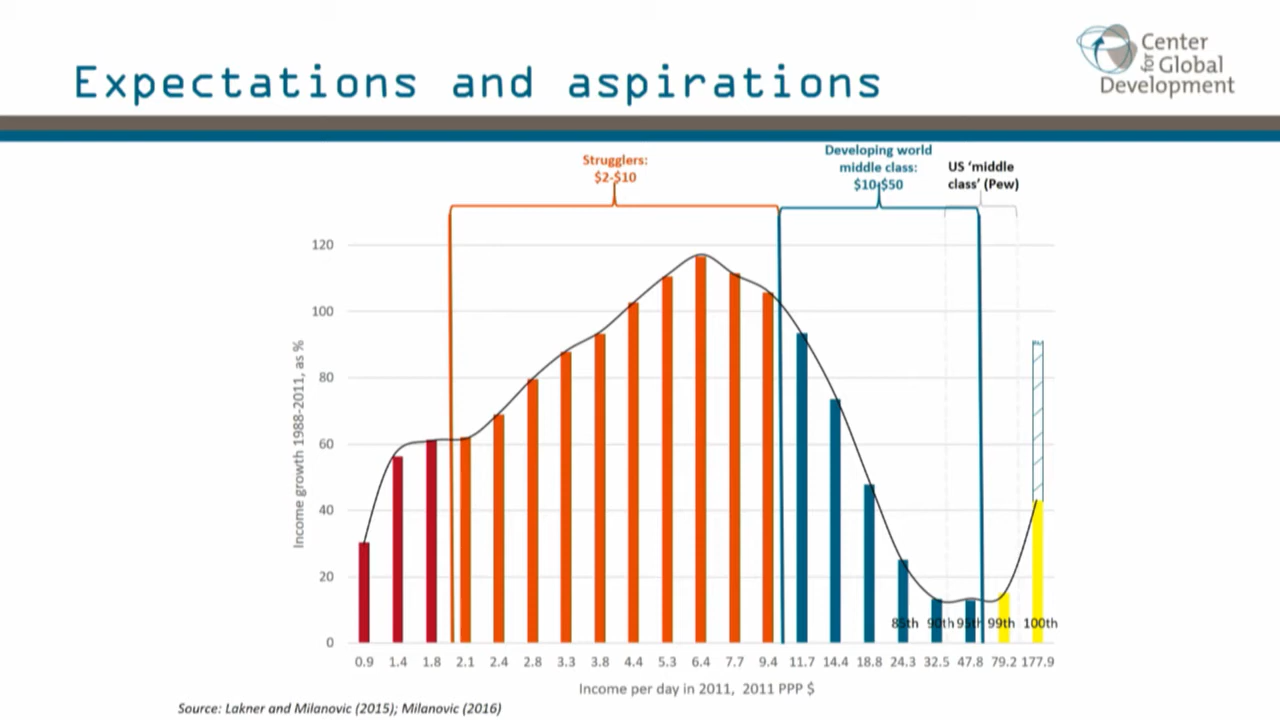 Expectations and aspirations
Center
for Global
Development
Strugglers:
$2-$10
Developing world
middle class:
$10-$50
US ‘middle
class’ (Pew)
Income growth 1988-2011, as %
120
100
80
60
40
20
0
85th 90th 95th 99th 100th
0.9 1.4 1.8 2.1 2.4 2.8 3.3 3.8 4.4 5.3 6.4 7.7 9.4 11.7 14.4 18.8 24.3 32.5 47.8 79.2 177.9
Income per day in 2011, 2011 PPP $
Source: Lakner and Milanovic (2015); Milanovic (2016)